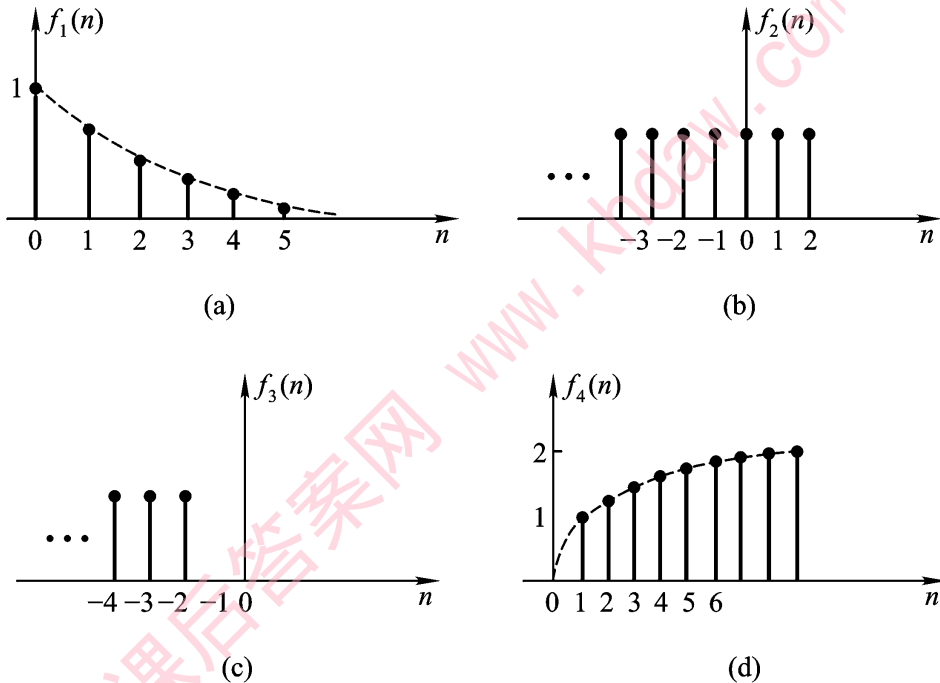 f₁(n)
1
0 1 2 3 4 5 n
(a)
f₂(n)
...
−3 −2 −1 0 1 2 n
(b)
f₃(n)
...
−4 −3 −2 −1 0 n
(c)
f₄(n)
2
1
0 1 2 3 4 5 6 n
(d)
课后答案网 www.khdaw.com